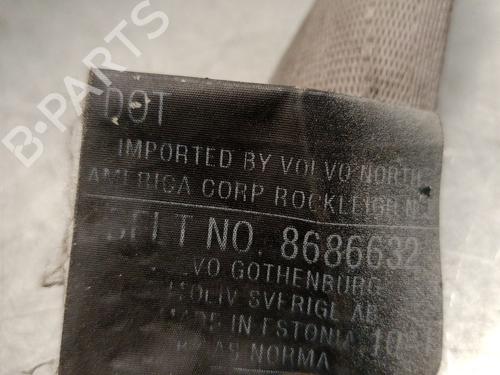 B-PARTS
DOT
IMPORTED BY VOLVO NORTH
AMERICA CORP ROCKLEIGH NJ
BELT NO. 8686632
VOLVO GOTHENBURG
AUTOLIV SVERIGE AB
MADE IN ESTONIA
AS NORMA